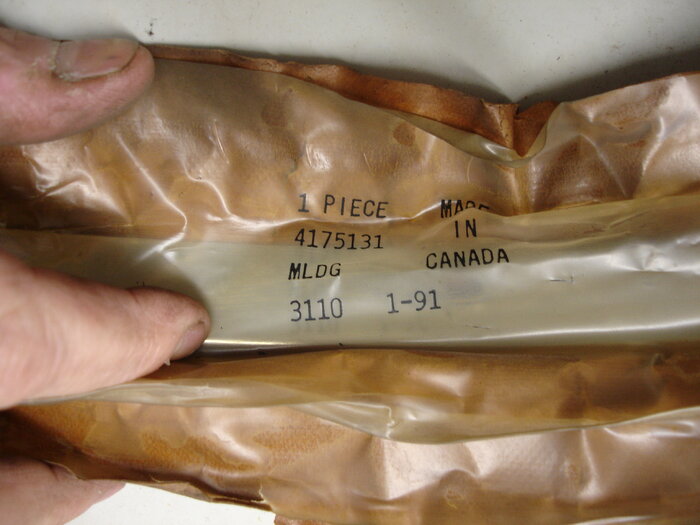 1 PIECE
4175131
MLDG
3110 1-91
MADE
IN
CANADA